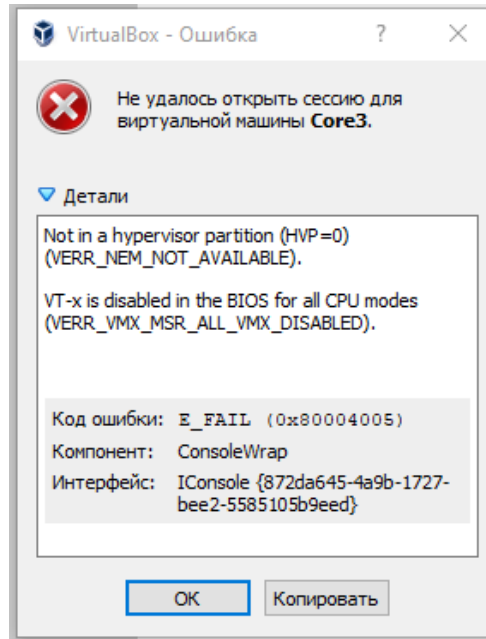 VirtualBox - Ошибка
Не удалось открыть сессию для
виртуальной машины Core3.
Детали
Not in a hypervisor partition (HVP=0)
(VERR_NEM_NOT_AVAILABLE).
VT-x is disabled in the BIOS for all CPU modes
(VERR_VMX_MSR_ALL_VMX_DISABLED).
Код ошибки: E_FAIL (0x80004005)
Компонент: ConsoleWrap
Интерфейс: IConsole {872da645-4a9b-1727-
bee2-5585105b9eed}
OK Копировать